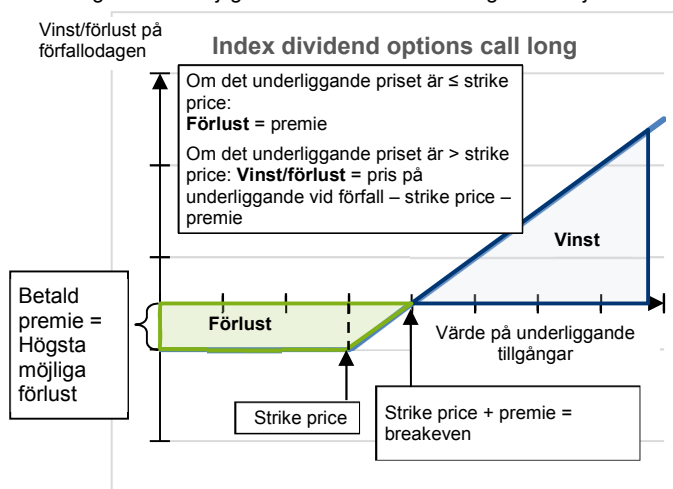 Vinst/förlust på
förfallodagen
Index dividend options call long
Om det underliggande priset är ≤ strike
price:
Förlust = premie
Om det underliggande priset är > strike
price: Vinst/förlust = pris på
underliggande vid förfall – strike price –
premie
Vinst
Betald
premie =
Högsta
möjliga
förlust
Förlust
Värde på underliggande
tillgångar
Strike price
Strike price + premie =
breakeven